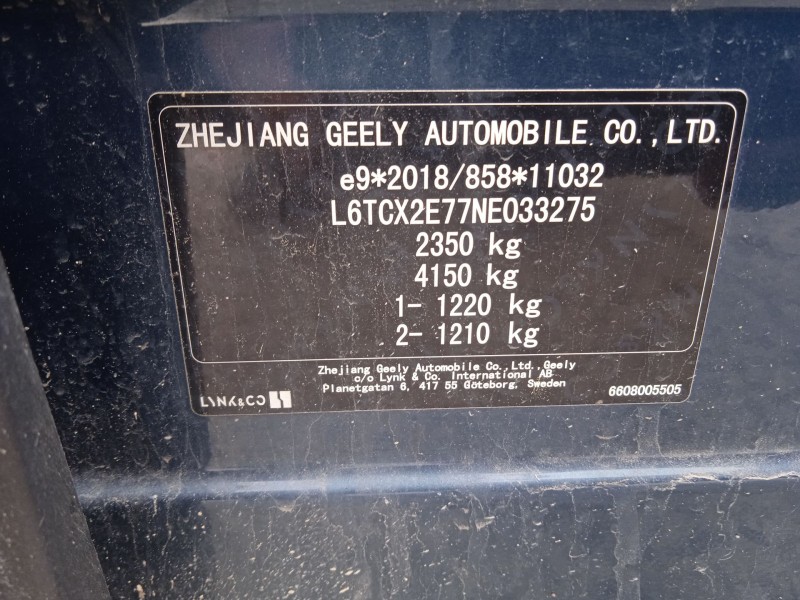 ZHEJIANG GEELY AUTOMOBILE CO.,LTD.
e9*2018/858*11032
L6TCX2E77NE033275
2350 kg
4150 kg
1- 1220 kg
2- 1210 kg
Zhejiang Geely Automobile Co.,Ltd.,Geely
c/o Lynk & Co. International AB
Planetgatan 6, 417 55 Göteborg, Sweden
LYNK&CO
6608005505